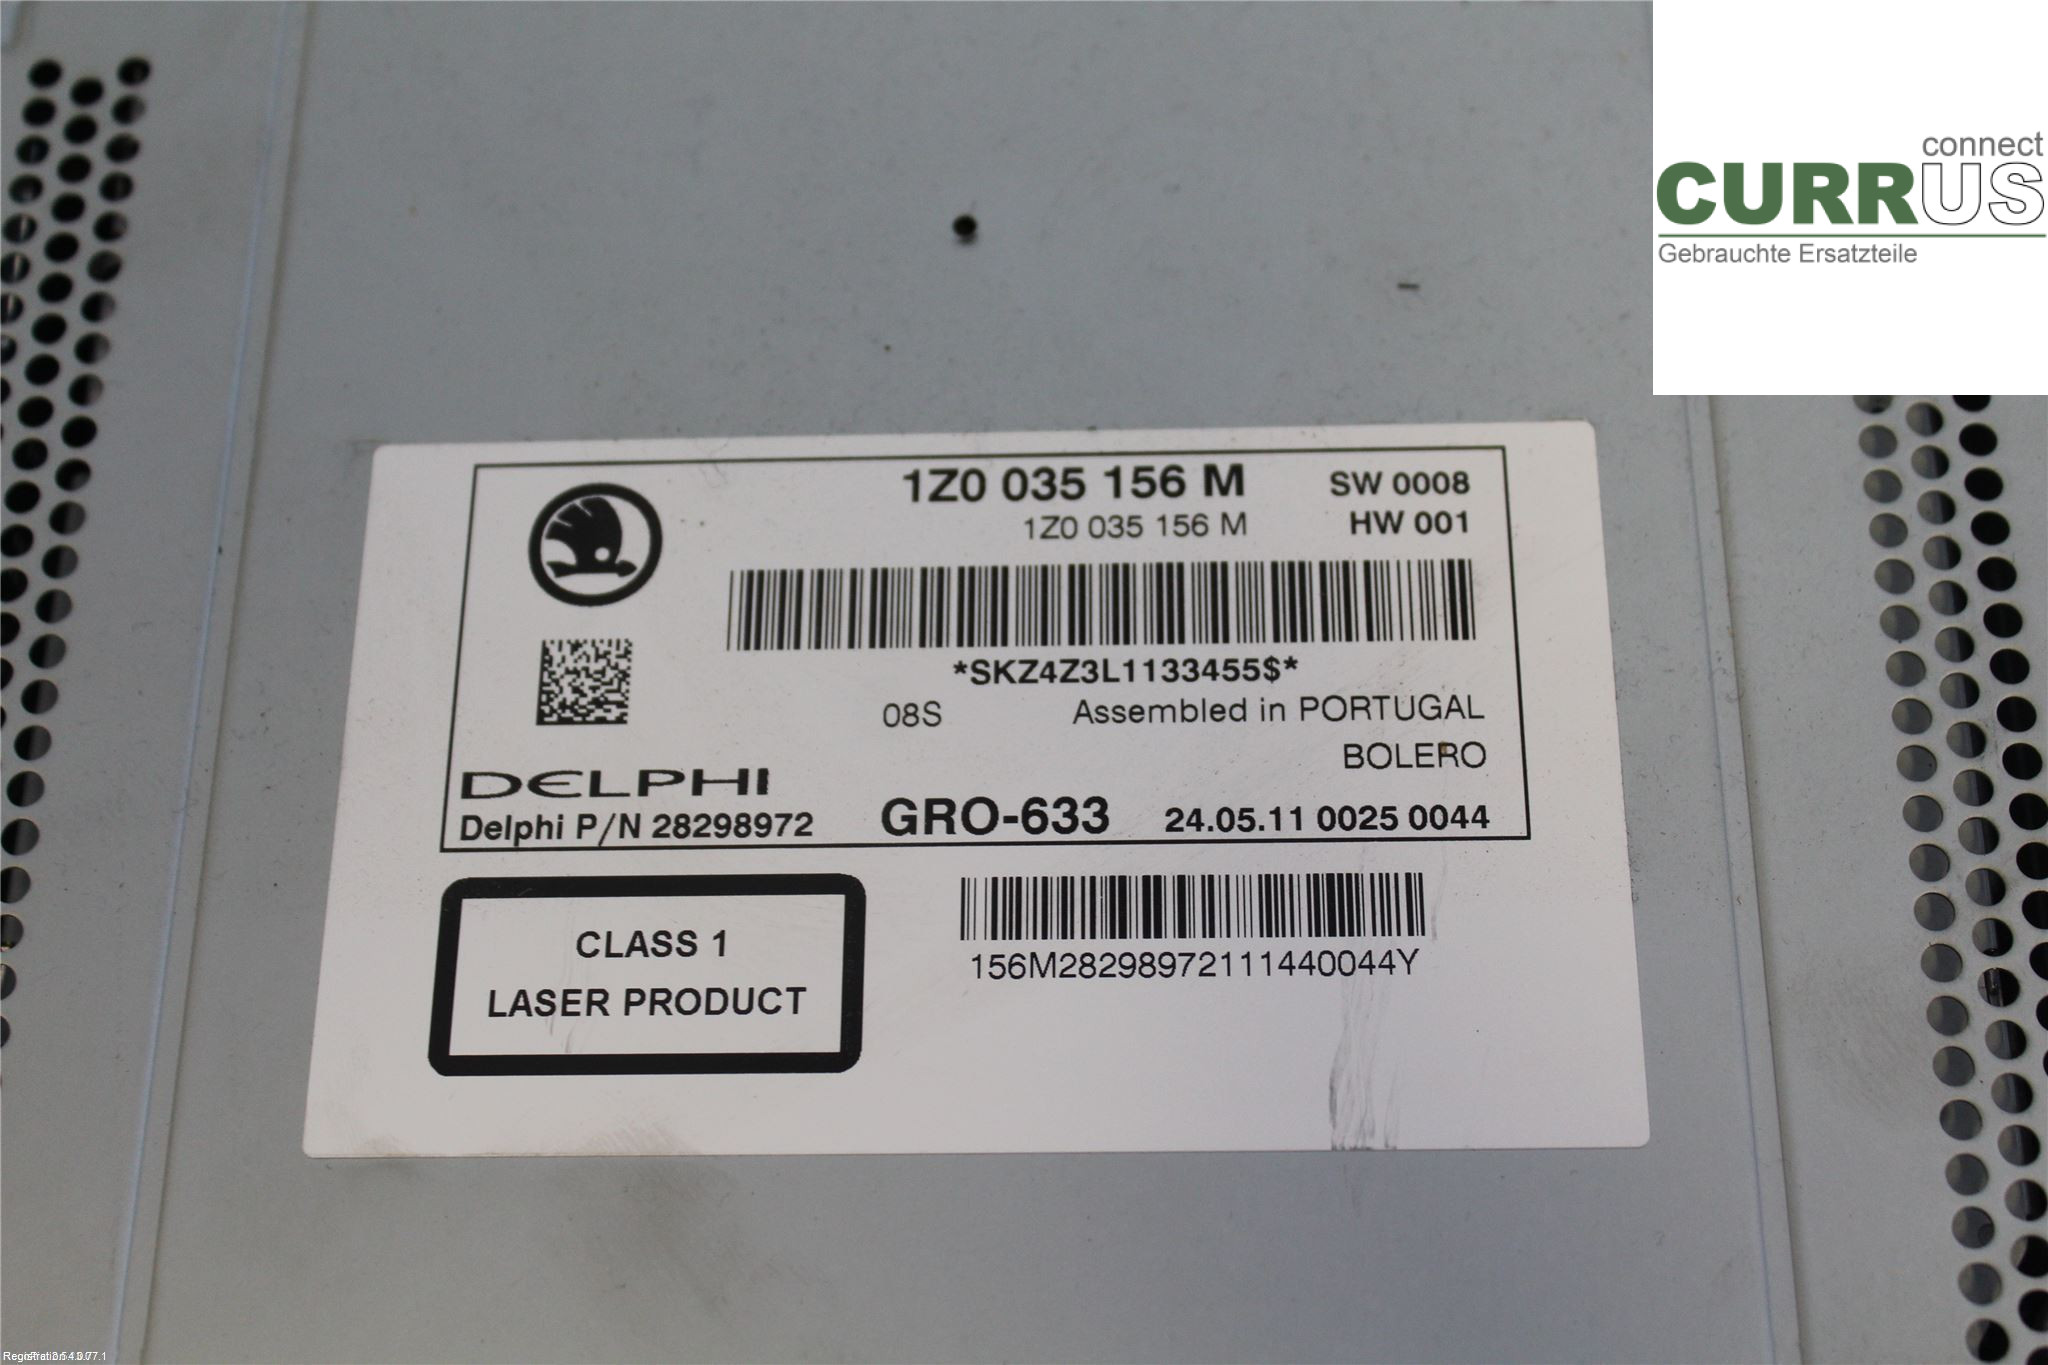 connect
CURRUS
Gebrauchte Ersatzteile
1Z0 035 156 M SW 0008
1Z0 035 156 M HW 001
*SKZ4Z3L1133455$*
08S Assembled in PORTUGAL
BOLERO
DELPHI
Delphi P/N 28298972 GRO-633 24.05.11 0025 0044
CLASS 1
LASER PRODUCT
156M28298972111440044Y